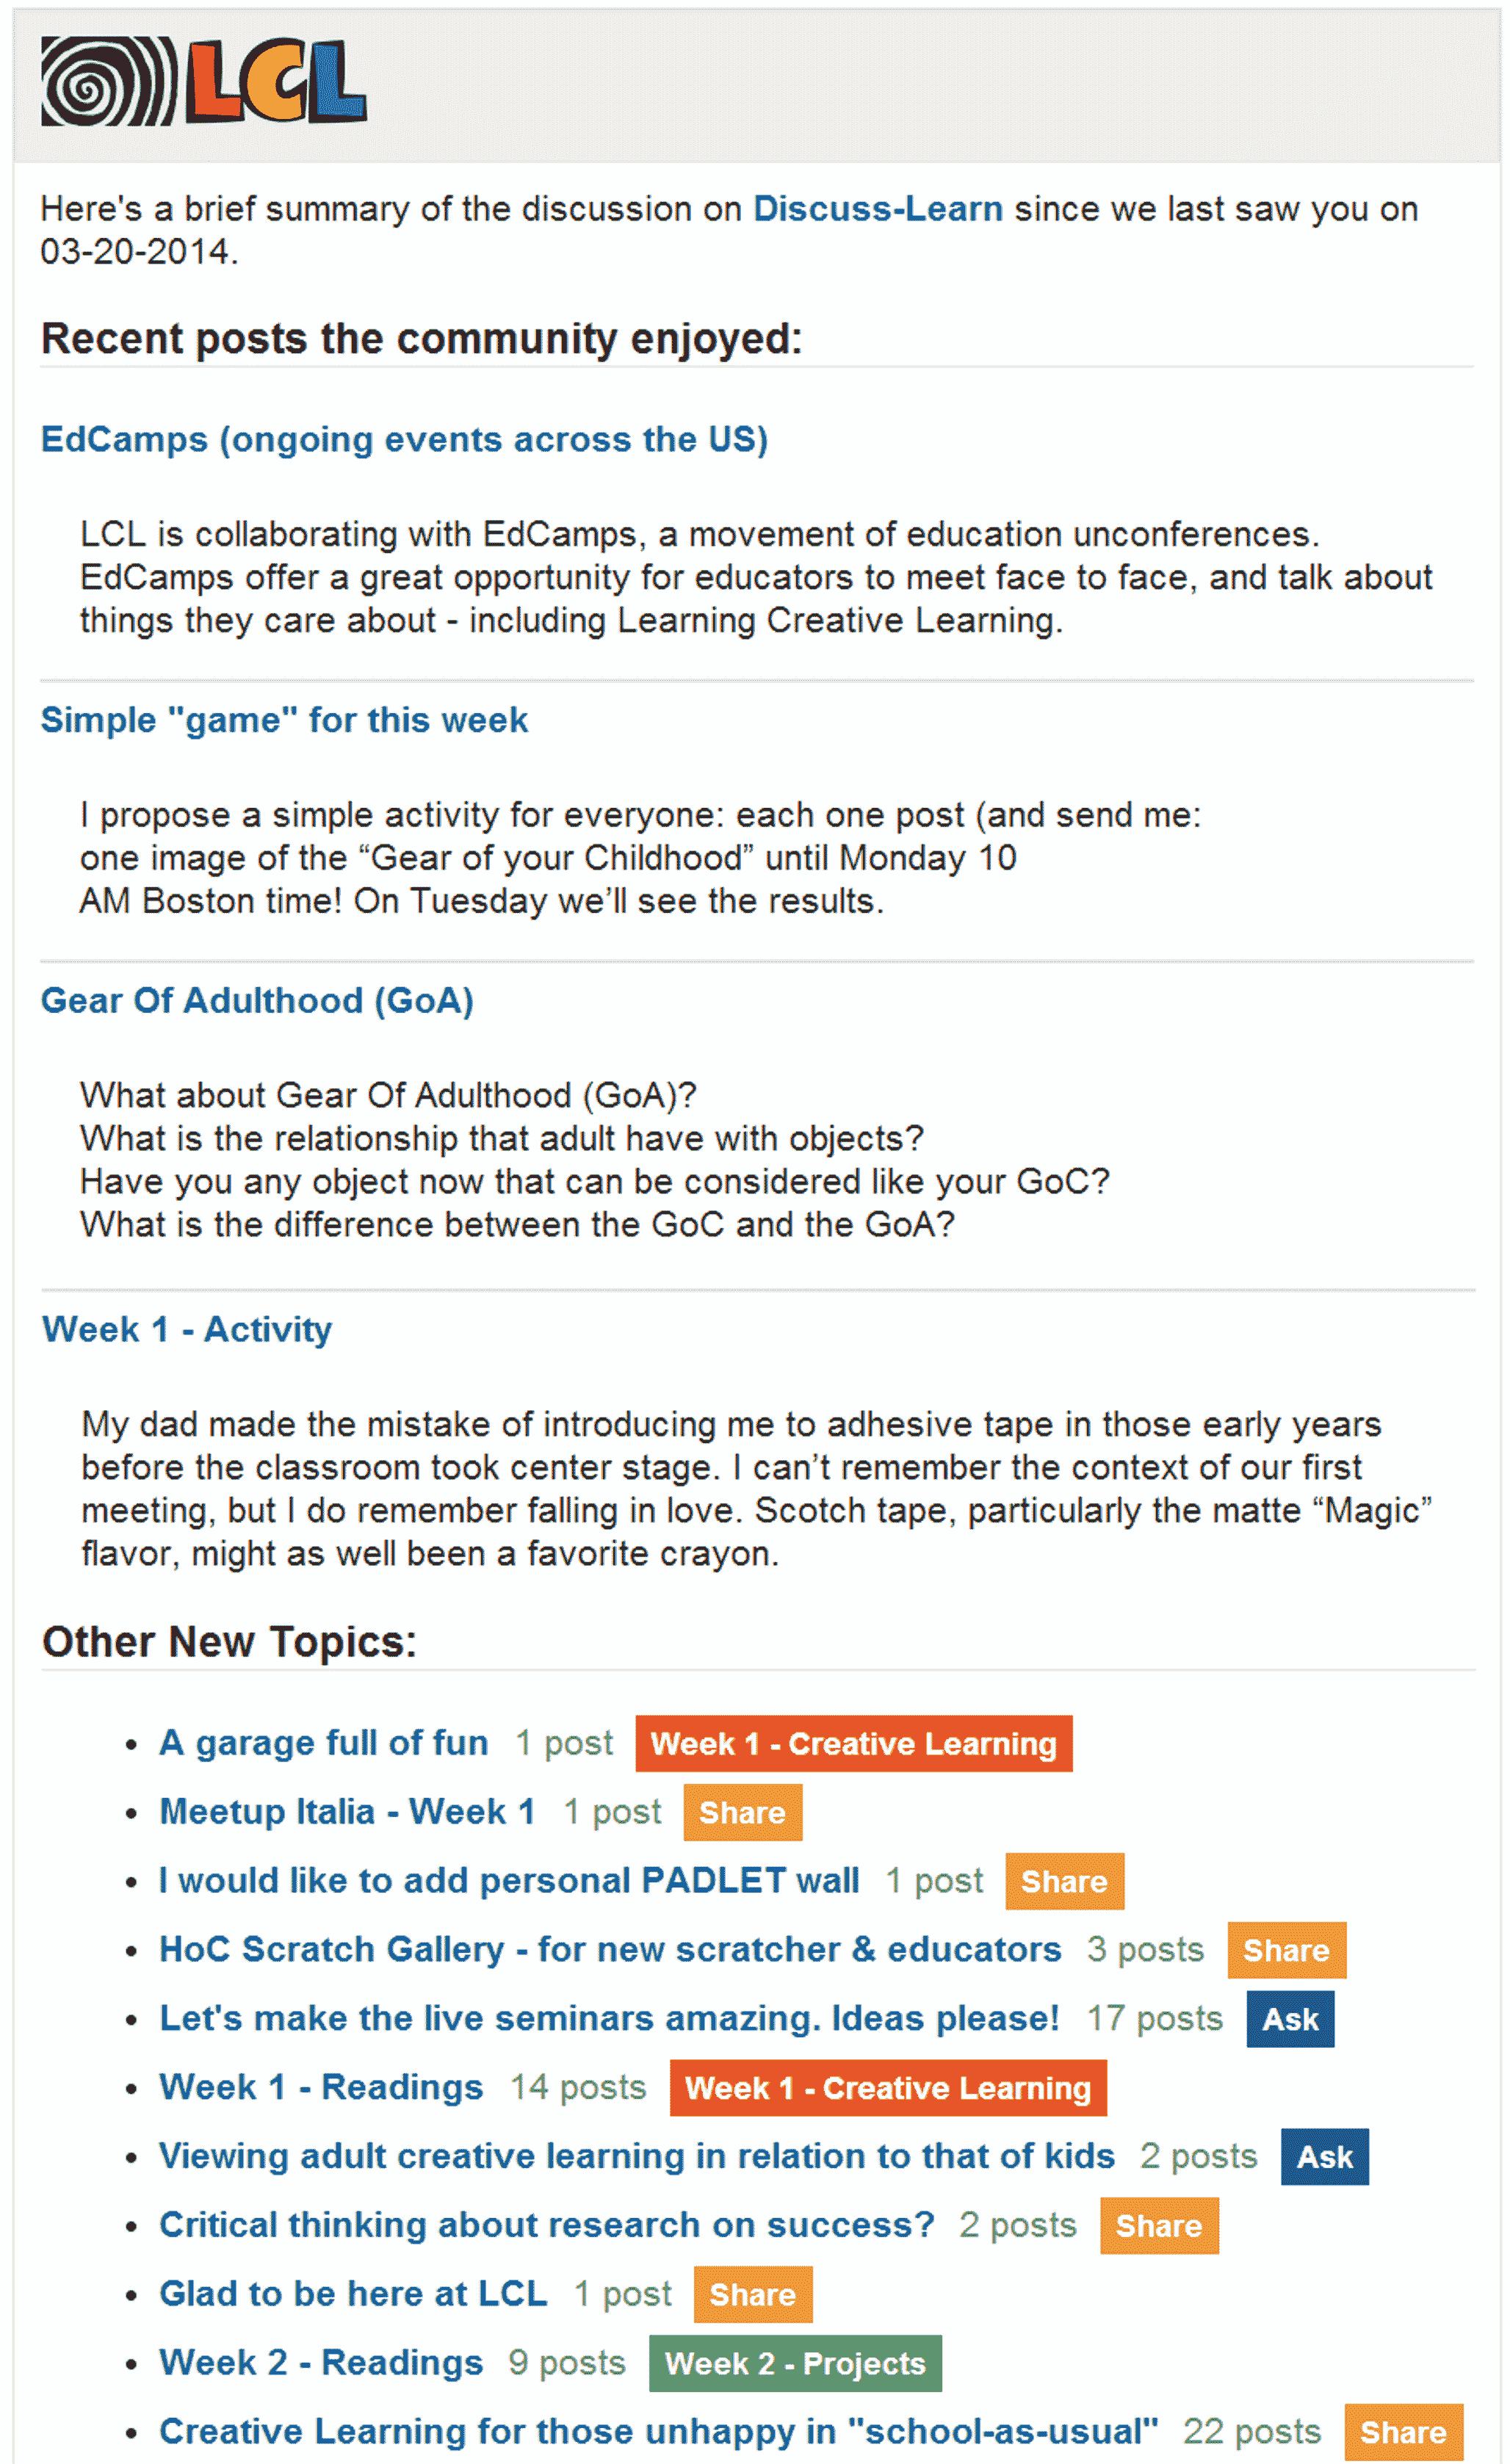 LCL
Here's a brief summary of the discussion on Discuss-Learn since we last saw you on
03-20-2014.
Recent posts the community enjoyed:
EdCamps (ongoing events across the US)
LCL is collaborating with EdCamps, a movement of education unconferences.
EdCamps offer a great opportunity for educators to meet face to face, and talk about
things they care about - including Learning Creative Learning.
Simple "game" for this week
I propose a simple activity for everyone: each one post (and send me:
one image of the “Gear of your Childhood” until Monday 10
AM Boston time! On Tuesday we’ll see the results.
Gear Of Adulthood (GoA)
What about Gear Of Adulthood (GoA)?
What is the relationship that adult have with objects?
Have you any object now that can be considered like your GoC?
What is the difference between the GoC and the GoA?
Week 1 - Activity
My dad made the mistake of introducing me to adhesive tape in those early years
before the classroom took center stage. I can’t remember the context of our first
meeting, but I do remember falling in love. Scotch tape, particularly the matte “Magic”
flavor, might as well been a favorite crayon.
Other New Topics:
• A garage full of fun 1 post Week 1 - Creative Learning
• Meetup Italia - Week 1 1 post Share
• I would like to add personal PADLET wall 1 post Share
• HoC Scratch Gallery - for new scratcher & educators 3 posts Share
• Let's make the live seminars amazing. Ideas please! 17 posts Ask
• Week 1 - Readings 14 posts Week 1 - Creative Learning
• Viewing adult creative learning in relation to that of kids 2 posts Ask
• Critical thinking about research on success? 2 posts Share
• Glad to be here at LCL 1 post Share
• Week 2 - Readings 9 posts Week 2 - Projects
• Creative Learning for those unhappy in "school-as-usual" 22 posts Share